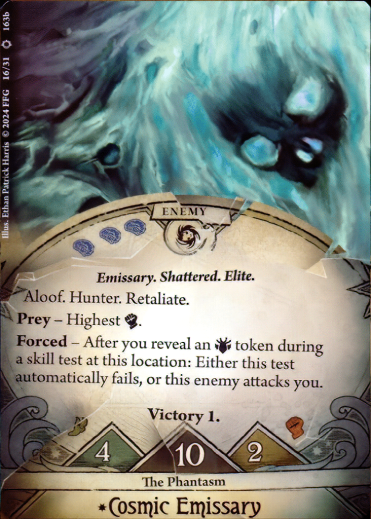 Illus. Ethan Patrick Harris © 2024 FFG 16/31 163b
ENEMY
Emissary. Shattered. Elite.
Aloof. Hunter. Retaliate.
Prey – Highest .
Forced – After you reveal an token during
a skill test at this location: Either this test
automatically fails, or this enemy attacks you.
Victory 1.
4 10 2
The Phantasm
Cosmic Emissary